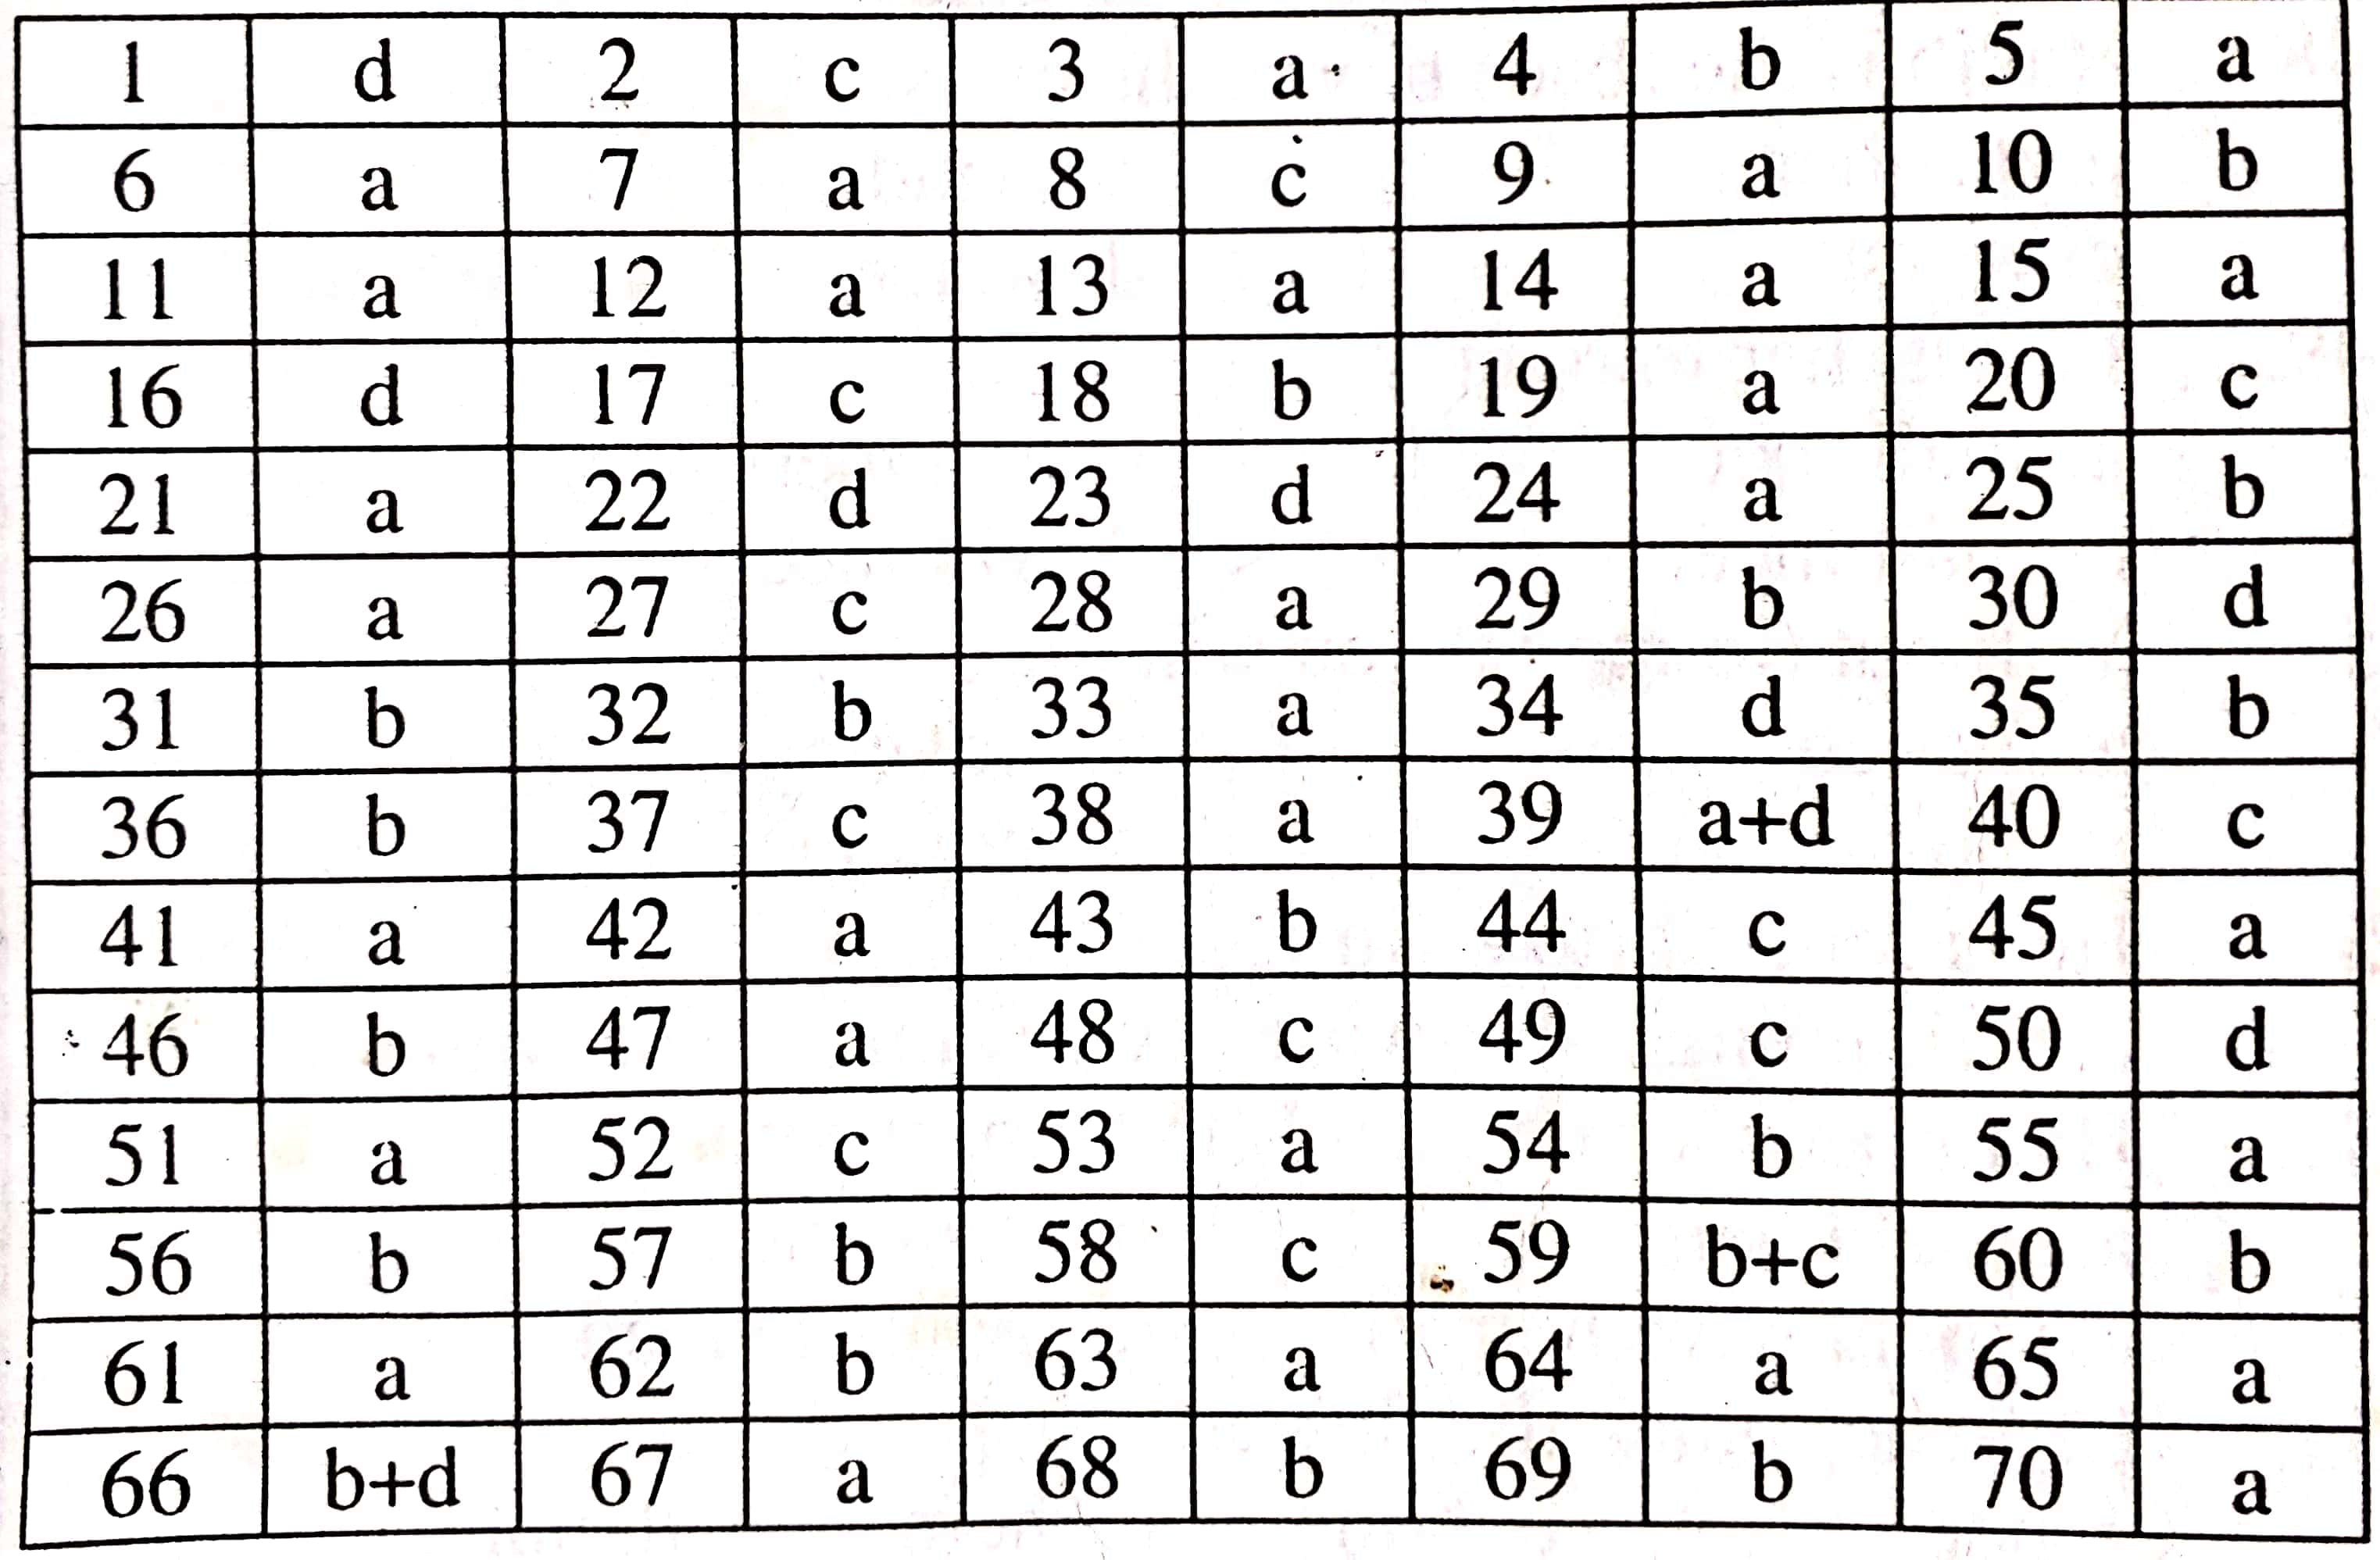 1 d 2 c 3 a 4 b 5 a
6 a 7 a 8 c 9 a 10 b
11 a 12 a 13 a 14 a 15 a
16 d 17 c 18 b 19 a 20 c
21 a 22 d 23 d 24 a 25 b
26 a 27 c 28 a 29 b 30 d
31 b 32 b 33 a 34 d 35 b
36 b 37 c 38 a 39 a+d 40 c
41 a 42 a 43 b 44 c 45 a
46 b 47 a 48 c 49 c 50 d
51 a 52 c 53 a 54 b 55 a
56 b 57 b 58 c 59 b+c 60 b
61 a 62 b 63 a 64 a 65 a
66 b+d 67 a 68 b 69 b 70 a